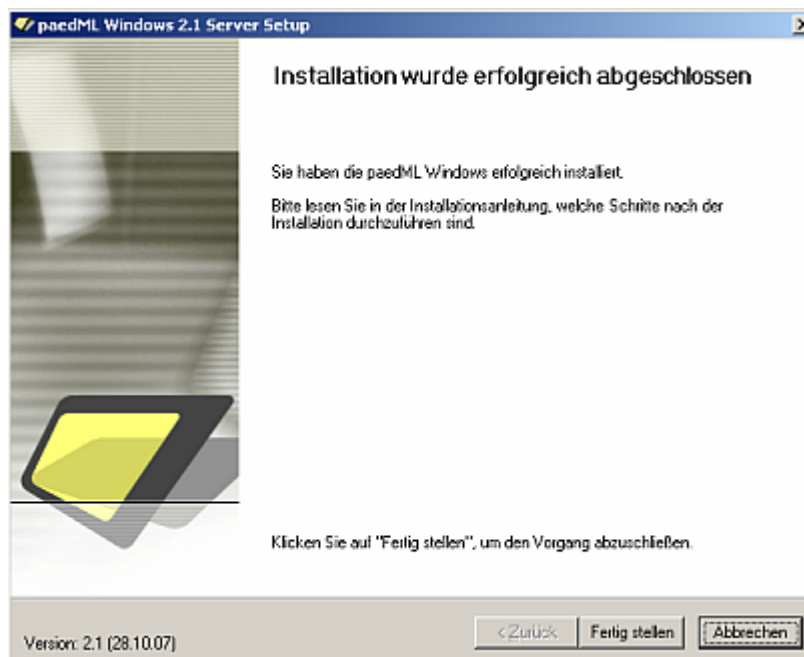 paedML Windows 2.1 Server Setup
Installation wurde erfolgreich abgeschlossen
Sie haben die paedML Windows erfolgreich installiert.
Bitte lesen Sie in der Installationsanleitung, welche Schritte nach der
Installation durchzuführen sind.
Klicken Sie auf "Fertig stellen", um den Vorgang abzuschließen.
Version: 2.1 (28.10.07)
< Zurück
Fertig stellen
Abbrechen